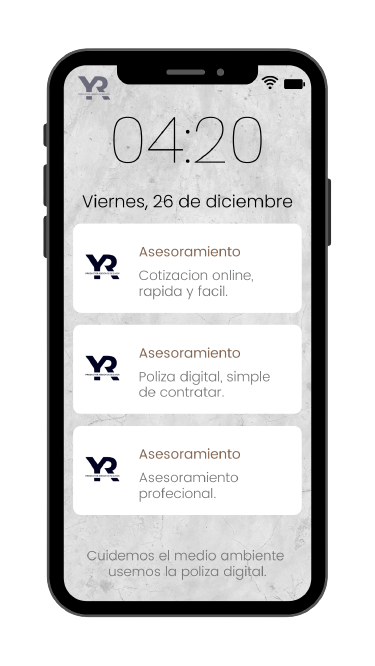 YR
04:20
Viernes, 26 de diciembre
YR
Asesoramiento
Cotizacion online,
rapida y facil.
YR
Asesoramiento
Poliza digital, simple
de contratar.
YR
Asesoramiento
Asesoramiento
profecional.
Cuidemos el medio ambiente
usemos la poliza digital.